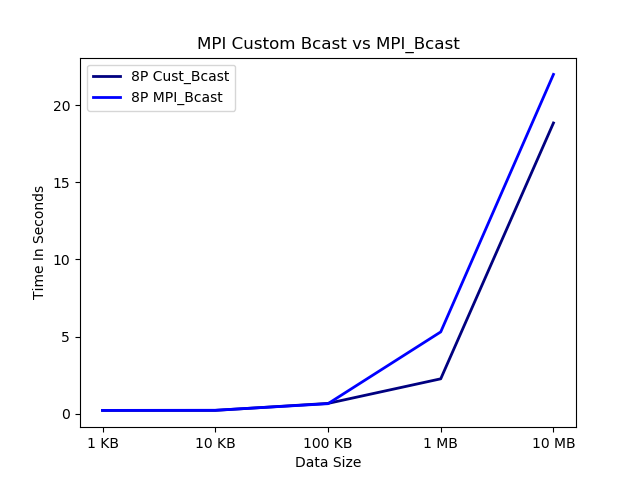 MPI Custom Bcast vs MPI_Bcast
8P Cust_Bcast
8P MPI_Bcast
Time In Seconds
20
15
10
5
0
1 KB
10 KB
100 KB
1 MB
10 MB
Data Size